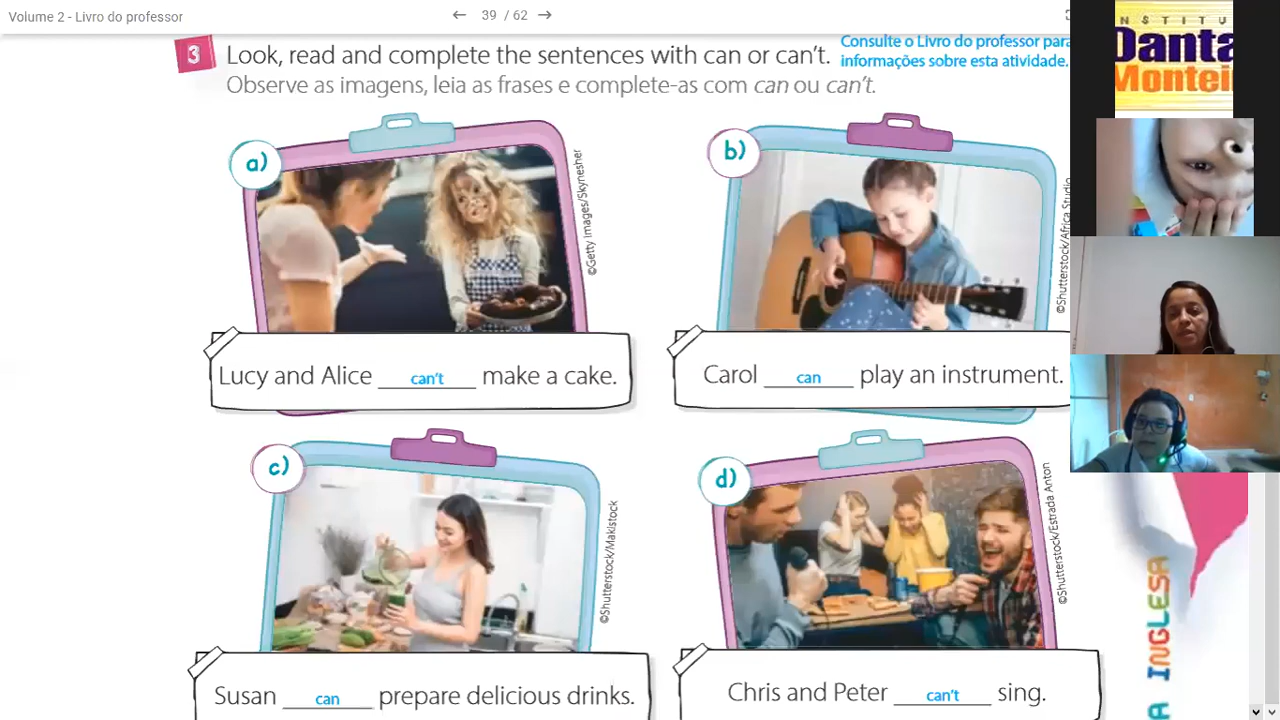 Volume 2 - Livro do professor
39 / 62
3 Look, read and complete the sentences with can or can't.
Observe as imagens, leia as frases e complete-as com can ou can't.
Consulte o Livro do professor para
informações sobre esta atividade.
a)
©Getty Images/Skynesher
Lucy and Alice can't make a cake.
b)
©Shutterstock/Africa Studio
Carol can play an instrument.
c)
©Shutterstock/Makistock
Susan can prepare delicious drinks.
d)
©Shutterstock/Estrada Anton
Chris and Peter can't sing.
NSTITU
Danta
Montei
A INGLESA